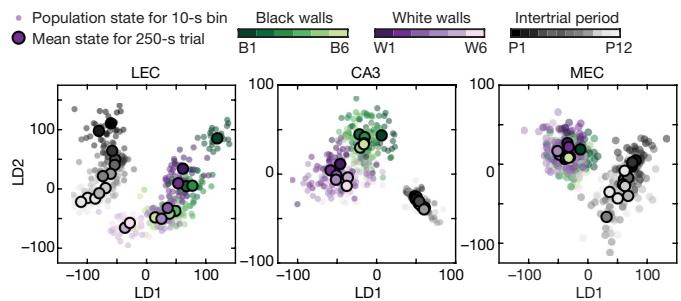 Population state for 10-s bin
Mean state for 250-s trial
Black walls
B1 B6
White walls
W1 W6
Intertrial period
P1 P12
LEC
CA3
MEC
LD2
100
0
−100
−100 0 100
LD1
100
0
−100
−100 0 100
LD1
100
0
−100
−100 0 100
LD1